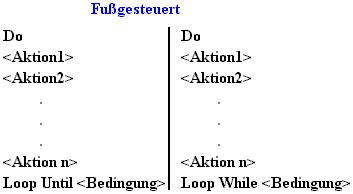 Fußgesteuert
Do
<Aktion1>
<Aktion2>
.
.
.
<Aktion n>
Loop Until <Bedingung>
Do
<Aktion1>
<Aktion2>
.
.
.
<Aktion n>
Loop While <Bedingung>